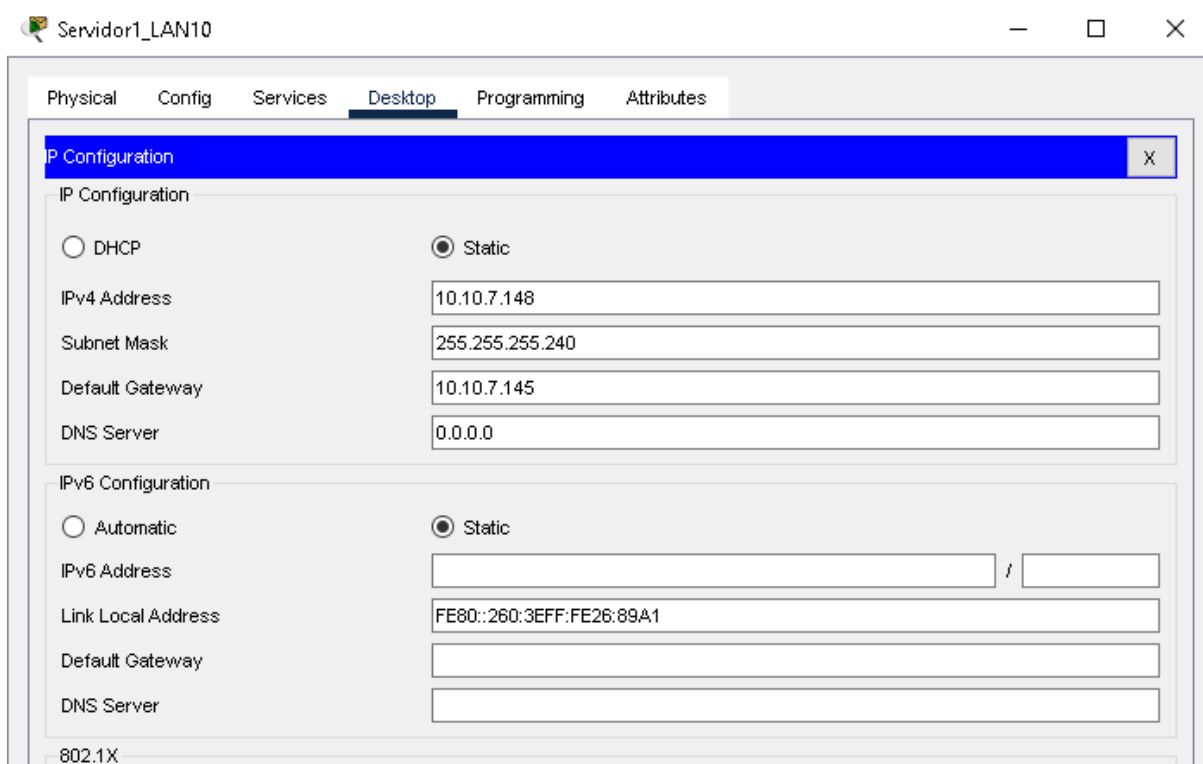 Servidor1_LAN10
Physical Config Services Desktop Programming Attributes
IP Configuration X
IP Configuration
DHCP Static
IPv4 Address 10.10.7.148
Subnet Mask 255.255.255.240
Default Gateway 10.10.7.145
DNS Server 0.0.0.0
IPv6 Configuration
Automatic Static
IPv6 Address /
Link Local Address FE80::260:3EFF:FE26:89A1
Default Gateway
DNS Server
802.1X